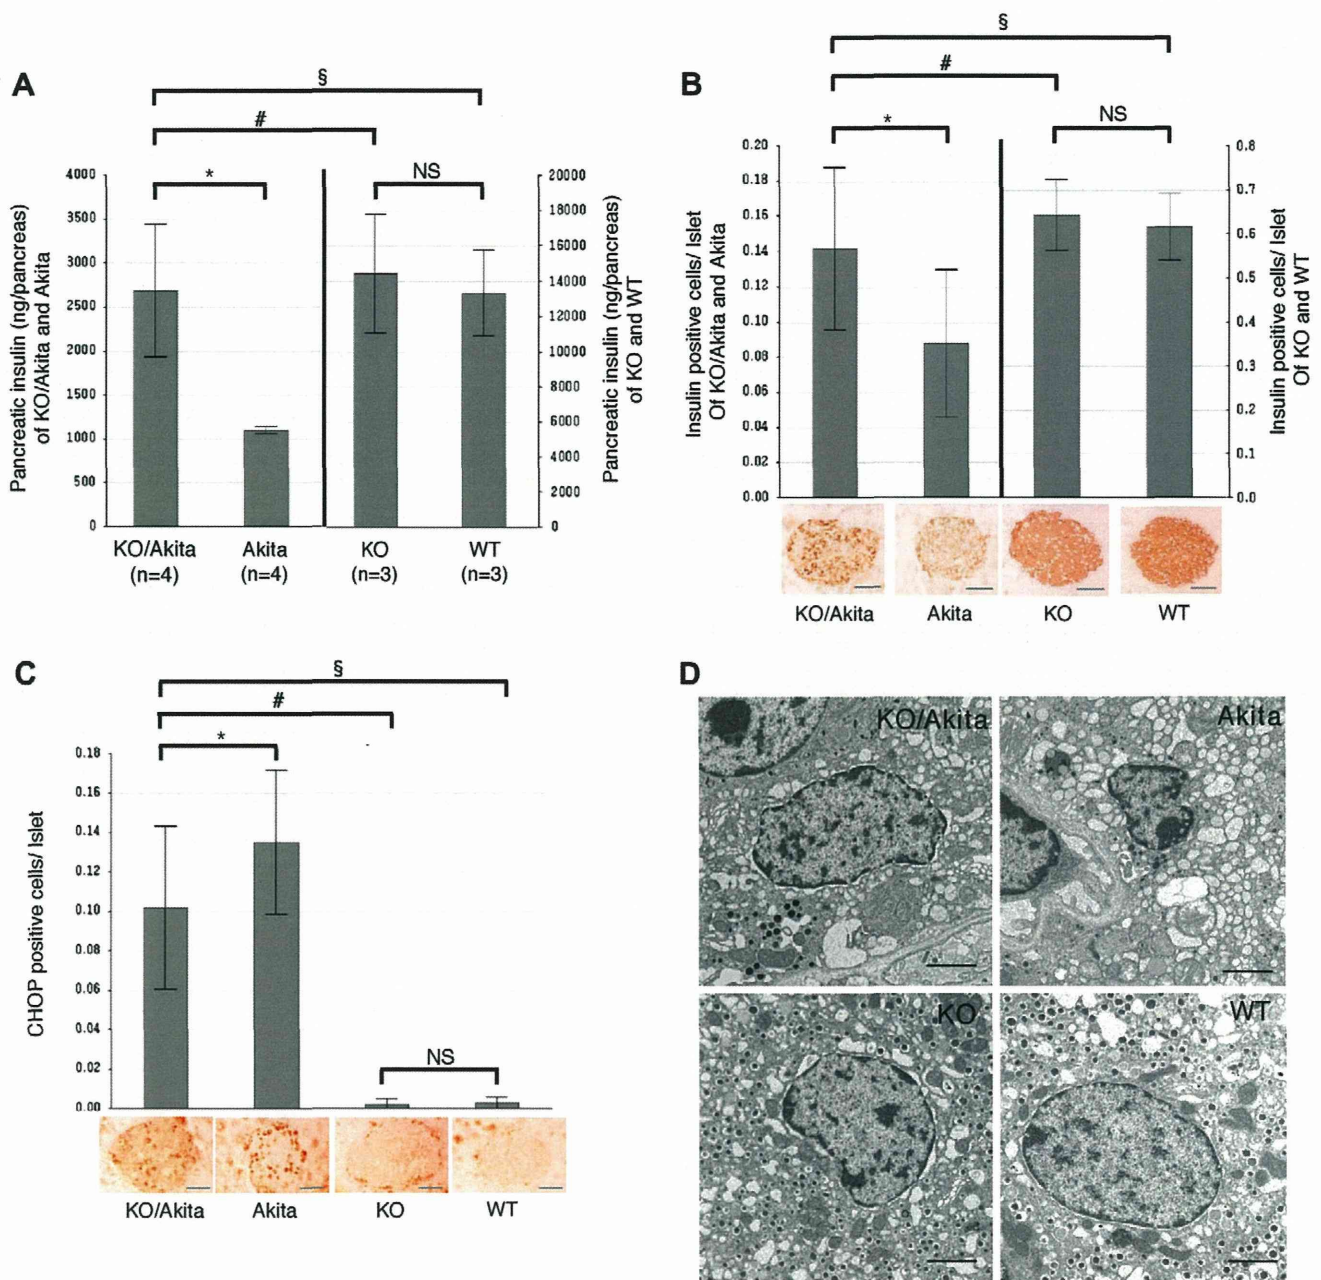 A
§
#
*
NS
Pancreatic insulin (ng/pancreas)
of KO/Akita and Akita
4000
3500
3000
2500
2000
1500
1000
500
0
20000
18000
16000
14000
12000
10000
8000
6000
4000
2000
0
Pancreatic insulin (ng/pancreas)
of KO and WT
KO/Akita Akita KO WT
(n=4) (n=4) (n=3) (n=3)
B
§
#
*
NS
Insulin positive cells/ Islet
Of KO/Akita and Akita
0.20
0.18
0.16
0.14
0.12
0.10
0.08
0.06
0.04
0.02
0.00
0.8
0.7
0.6
0.5
0.4
0.3
0.2
0.1
0.0
Insulin positive cells/ Islet
Of KO and WT
KO/Akita Akita KO WT
C
§
#
*
NS
CHOP positive cells/ Islet
0.18
0.16
0.14
0.12
0.10
0.08
0.06
0.04
0.02
0.00
KO/Akita Akita KO WT
D
KO/Akita Akita
KO WT